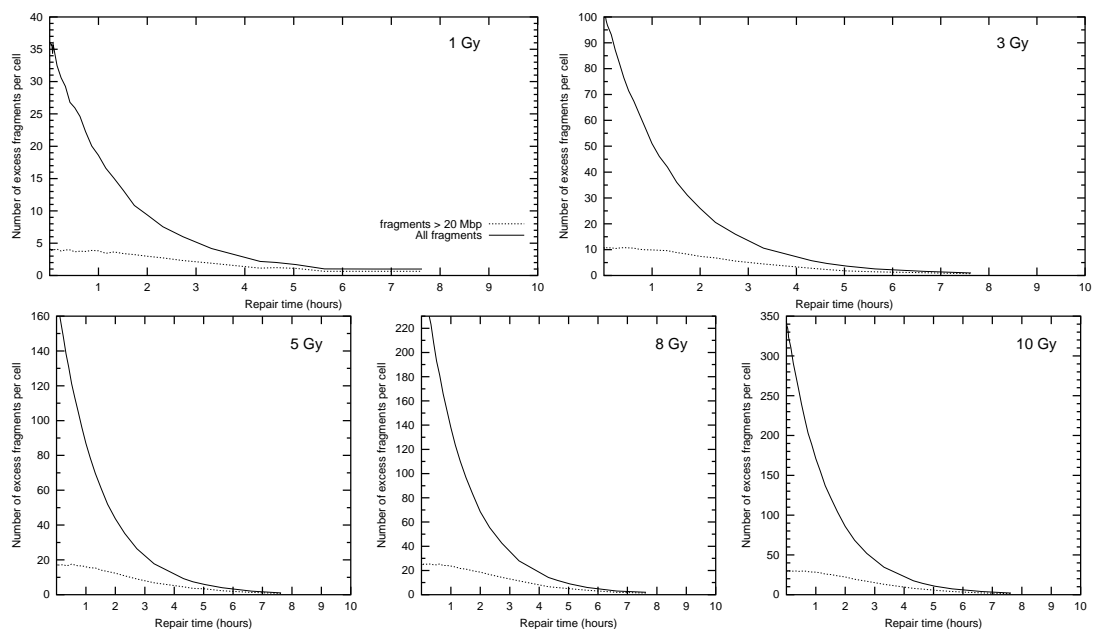 1 Gy
Number of excess fragments per cell
40
35
30
25
20
15
10
5
0
fragments > 20 Mbp
All fragments
1 2 3 4 5 6 7 8 9 10
Repair time (hours)
3 Gy
Number of excess fragments per cell
100
90
80
70
60
50
40
30
20
10
0
1 2 3 4 5 6 7 8 9 10
Repair time (hours)
5 Gy
Number of excess fragments per cell
160
140
120
100
80
60
40
20
0
1 2 3 4 5 6 7 8 9 10
Repair time (hours)
8 Gy
Number of excess fragments per cell
220
200
180
160
140
120
100
80
60
40
20
0
1 2 3 4 5 6 7 8 9 10
Repair time (hours)
10 Gy
Number of excess fragments per cell
350
300
250
200
150
100
50
0
1 2 3 4 5 6 7 8 9 10
Repair time (hours)